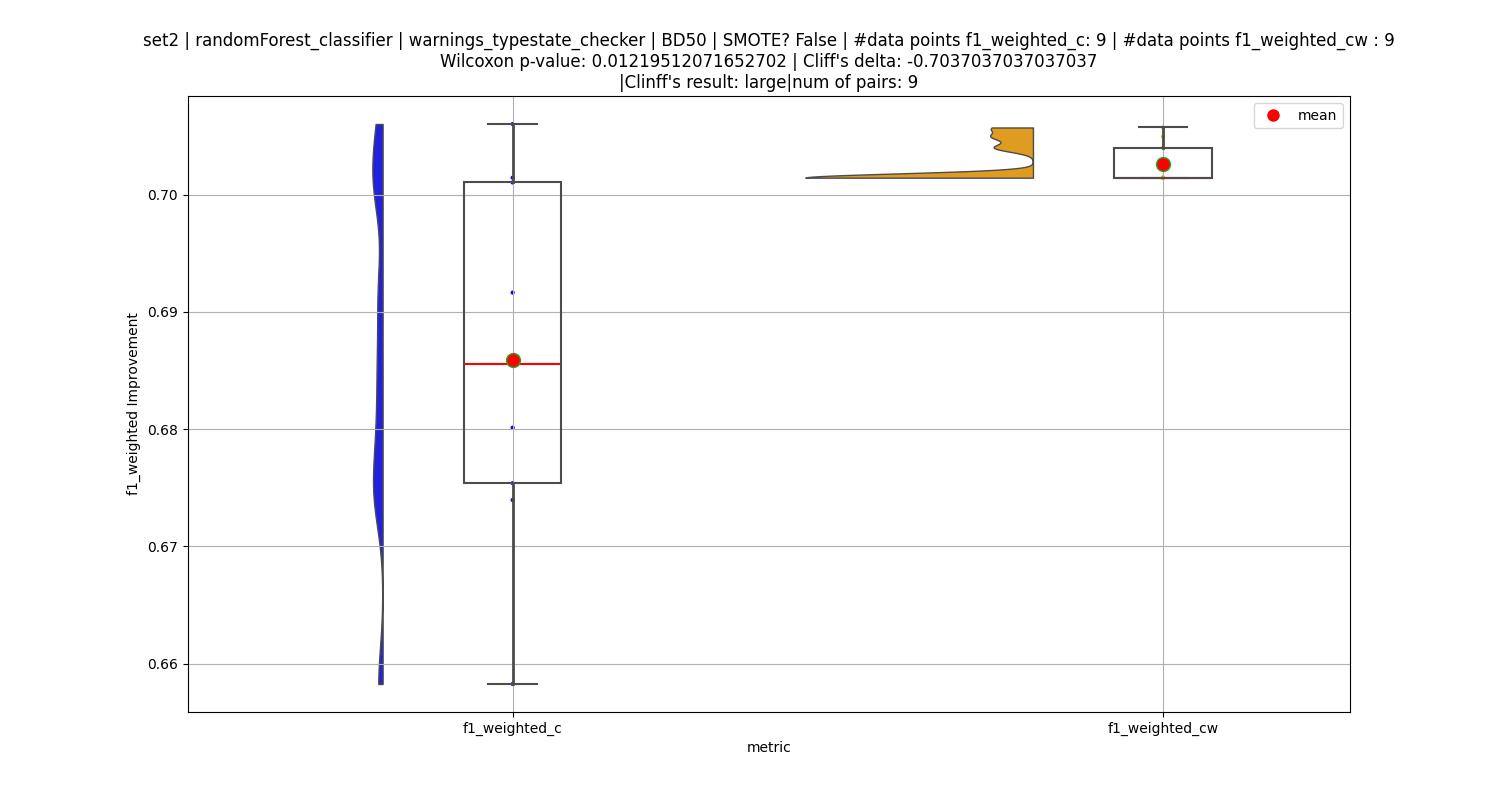 set2 | randomForest_classifier | warnings_typestate_checker | BD50 | SMOTE? False | #data points f1_weighted_c: 9 | #data points f1_weighted_cw : 9
Wilcoxon p-value: 0.01219512071652702 | Cliff's delta: -0.7037037037037037
|Clinff's result: large|num of pairs: 9
mean
0.70
0.69
0.68
0.67
0.66
f1_weighted Improvement
f1_weighted_c
f1_weighted_cw
metric